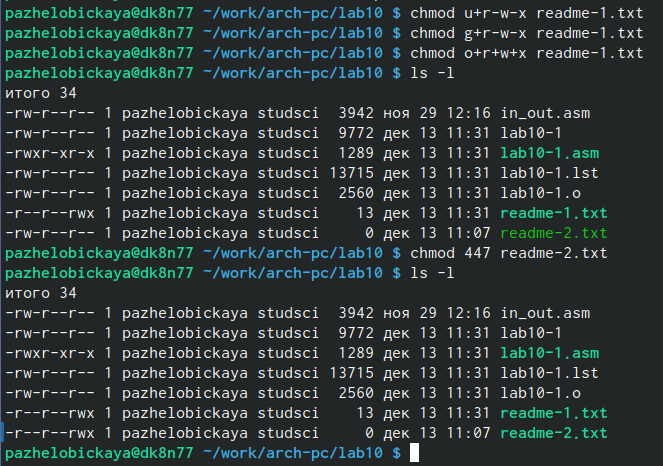 pazhelobickaya@dk8n77 ~/work/arch-pc/lab10 $ chmod u+r-w-x readme-1.txt
pazhelobickaya@dk8n77 ~/work/arch-pc/lab10 $ chmod g+r-w-x readme-1.txt
pazhelobickaya@dk8n77 ~/work/arch-pc/lab10 $ chmod o+r+w+x readme-1.txt
pazhelobickaya@dk8n77 ~/work/arch-pc/lab10 $ ls -l
итого 34
-rw-r--r-- 1 pazhelobickaya studsci  3942 ноя 29 12:16 in_out.asm
-rw-r--r-- 1 pazhelobickaya studsci  9772 дек 13 11:31 lab10-1
-rwxr-xr-x 1 pazhelobickaya studsci  1289 дек 13 11:31 lab10-1.asm
-rw-r--r-- 1 pazhelobickaya studsci 13715 дек 13 11:31 lab10-1.lst
-rw-r--r-- 1 pazhelobickaya studsci  2560 дек 13 11:31 lab10-1.o
-r--r--rwx 1 pazhelobickaya studsci    13 дек 13 11:31 readme-1.txt
-rw-r--r-- 1 pazhelobickaya studsci     0 дек 13 11:07 readme-2.txt
pazhelobickaya@dk8n77 ~/work/arch-pc/lab10 $ chmod 447 readme-2.txt
pazhelobickaya@dk8n77 ~/work/arch-pc/lab10 $ ls -l
итого 34
-rw-r--r-- 1 pazhelobickaya studsci  3942 ноя 29 12:16 in_out.asm
-rw-r--r-- 1 pazhelobickaya studsci  9772 дек 13 11:31 lab10-1
-rwxr-xr-x 1 pazhelobickaya studsci  1289 дек 13 11:31 lab10-1.asm
-rw-r--r-- 1 pazhelobickaya studsci 13715 дек 13 11:31 lab10-1.lst
-rw-r--r-- 1 pazhelobickaya studsci  2560 дек 13 11:31 lab10-1.o
-r--r--rwx 1 pazhelobickaya studsci    13 дек 13 11:31 readme-1.txt
-r--r--rwx 1 pazhelobickaya studsci     0 дек 13 11:07 readme-2.txt
pazhelobickaya@dk8n77 ~/work/arch-pc/lab10 $